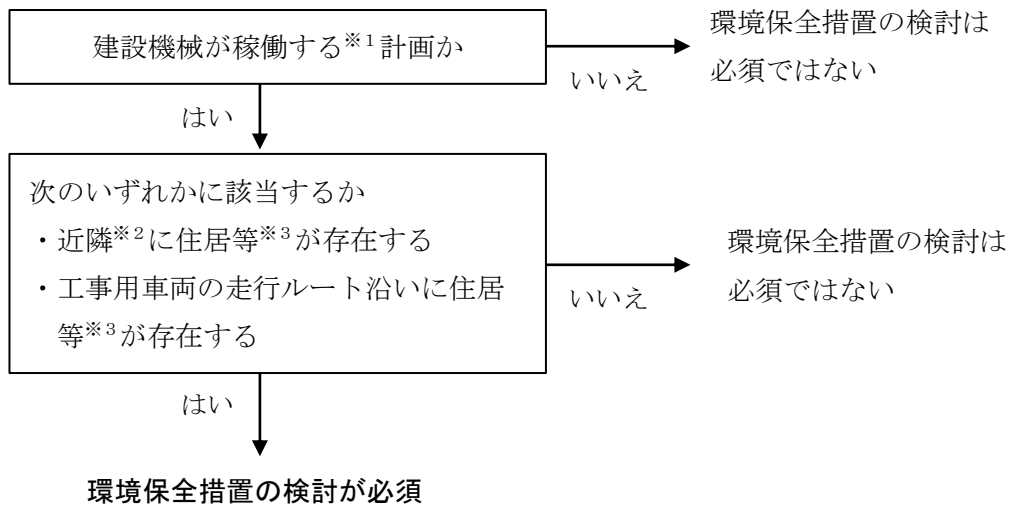 建設機械が稼働する※1計画か
環境保全措置の検討は
必須ではない
いいえ
はい
次のいずれかに該当するか
・近隣※2に住居等※3が存在する
・工事用車両の走行ルート沿いに住居
等※3が存在する
環境保全措置の検討は
必須ではない
いいえ
はい
環境保全措置の検討が必須